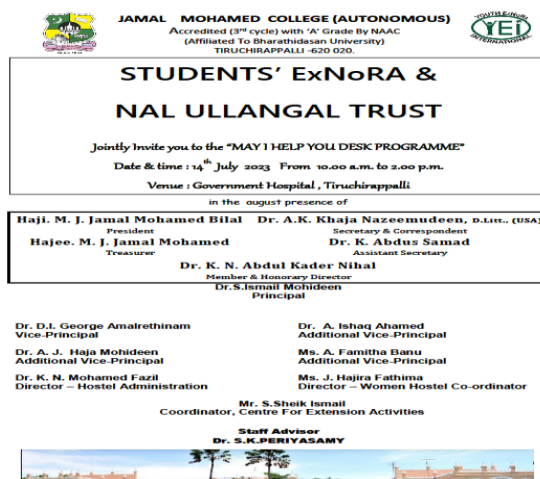 JAMAL MOHAMED COLLEGE (AUTONOMOUS)
Accredited (3rd cycle) with 'A' Grade By NAAC
(Affiliated To Bharathidasan University)
TIRUCHIRAPPALLI -620 020.
YOUTH ExNoRA
YEi
INTERNATIONAL
STUDENTS' ExNoRA &
NAL ULLANGAL TRUST
Jointly Invite you to the "MAY I HELP YOU DESK PROGRAMME"
Date & time : 14th July 2023 From 10.00 a.m. to 2.00 p.m.
Venue : Government Hospital , Tiruchirappalli
in the august presence of
Haji. M. J. Jamal Mohamed Bilal Dr. A.K. Khaja Nazeemudeen, D.Litt., (USA)
President Secretary & Correspondent
Hajee. M. J. Jamal Mohamed Dr. K. Abdus Samad
Treasurer Assistant Secretary
Dr. K. N. Abdul Kader Nihal
Member & Honorary Director
Dr.S.Ismail Mohideen
Principal
Dr. D.I. George Amalrethinam Dr. A. Ishaq Ahamed
Vice-Principal Additional Vice-Principal
Dr. A. J. Haja Mohideen Ms. A. Famitha Banu
Additional Vice-Principal Additional Vice-Principal
Dr. K. N. Mohamed Fazil Ms. J. Hajira Fathima
Director – Hostel Administration Director – Women Hostel Co-ordinator
Mr. S.Sheik Ismail
Coordinator, Centre For Extension Activities
Staff Advisor
Dr. S.K.PERIYASAMY